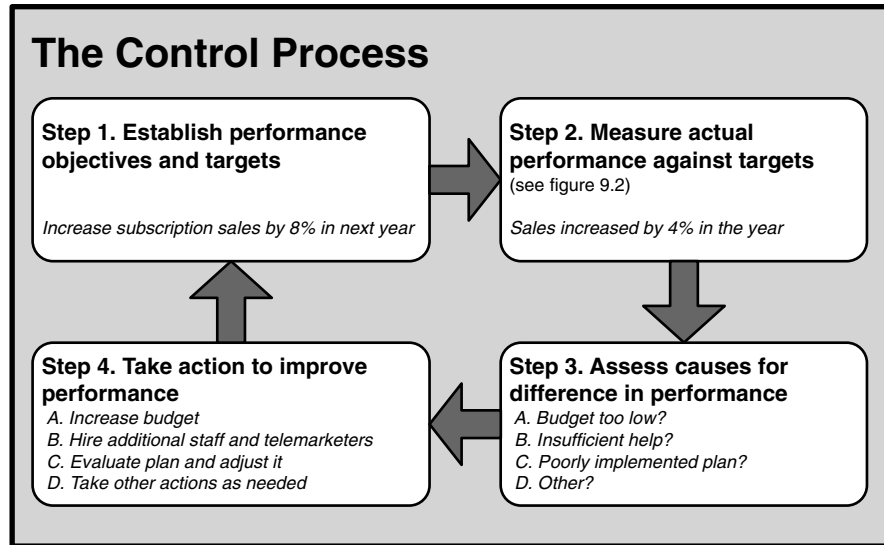 The Control Process
Step 1. Establish performance
objectives and targets
Increase subscription sales by 8% in next year
Step 2. Measure actual
performance against targets
(see figure 9.2)
Sales increased by 4% in the year
Step 3. Assess causes for
difference in performance
A. Budget too low?
B. Insufficient help?
C. Poorly implemented plan?
D. Other?
Step 4. Take action to improve
performance
A. Increase budget
B. Hire additional staff and telemarketers
C. Evaluate plan and adjust it
D. Take other actions as needed